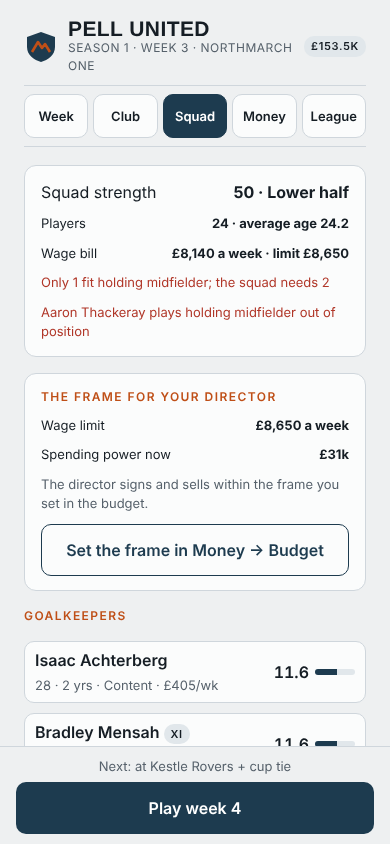 PELL UNITED
SEASON 1 · WEEK 3 · NORTHMARCH
ONE
£153.5K
Week
Club
Squad
Money
League
Squad strength
50 · Lower half
Players
24 · average age 24.2
Wage bill
£8,140 a week · limit £8,650
Only 1 fit holding midfielder; the squad needs 2
Aaron Thackeray plays holding midfielder out of
position
THE FRAME FOR YOUR DIRECTOR
Wage limit
£8,650 a week
Spending power now
£31k
The director signs and sells within the frame you
set in the budget.
Set the frame in Money → Budget
GOALKEEPERS
Isaac Achterberg
28 · 2 yrs · Content · £405/wk
11.6
Bradley Mensah XI
11.6
Next: at Kestle Rovers + cup tie
Play week 4